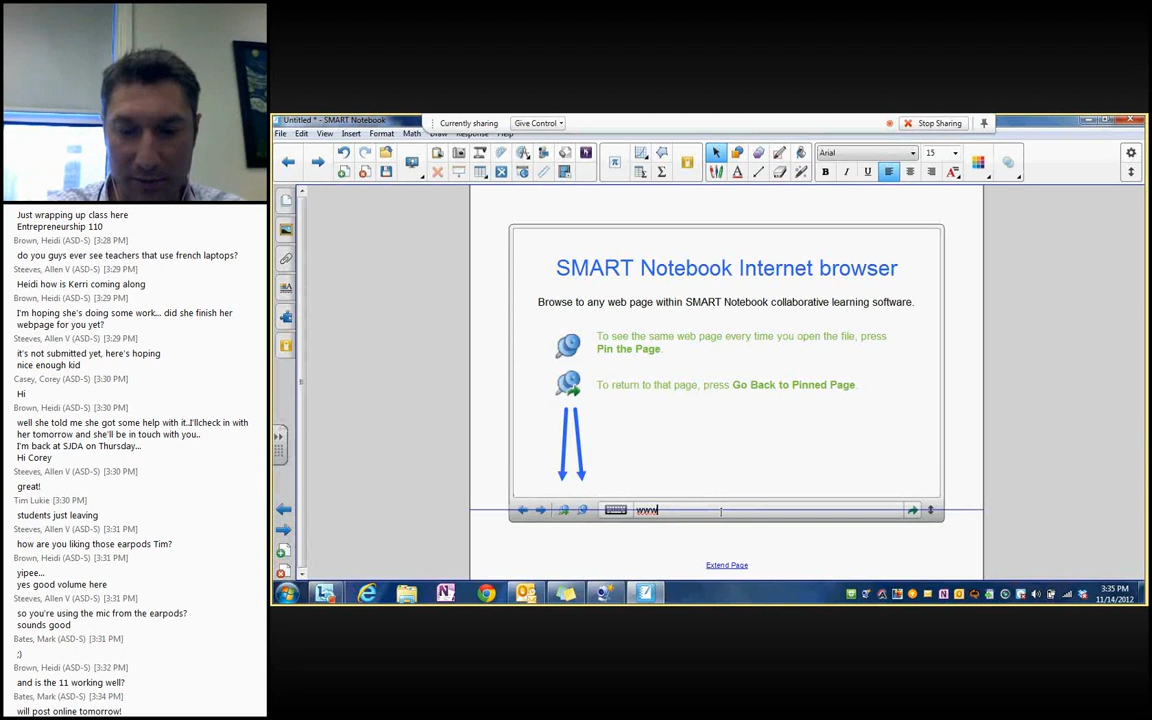 Just wrapping up class here
Entrepreneurship 110
Brown, Heidi (ASD-S) [3:28 PM]
do you guys ever see teachers that use french laptops?
Steeves, Allen V (ASD-S) [3:29 PM]
Heidi how is Kerri coming along
Brown, Heidi (ASD-S) [3:29 PM]
I'm hoping she's doing some work... did she finish her
webpage for you yet?
Steeves, Allen V (ASD-S) [3:29 PM]
it's not submitted yet, here's hoping
nice enough kid
Casey, Corey (ASD-S) [3:30 PM]
Hi
Brown, Heidi (ASD-S) [3:30 PM]
well she told me she got some help with it..I'llcheck in with
her tomorrow and she'll be in touch with you..
I'm back at SJDA on Thursday...
Hi Corey
Steeves, Allen V (ASD-S) [3:30 PM]
great!
Tim Lukie [3:30 PM]
students just leaving
Steeves, Allen V (ASD-S) [3:31 PM]
how are you liking those earpods Tim?
Brown, Heidi (ASD-S) [3:31 PM]
yipee...
yes good volume here
Steeves, Allen V (ASD-S) [3:31 PM]
so you're using the mic from the earpods?
sounds good
Bates, Mark (ASD-S) [3:31 PM]
;)
Brown, Heidi (ASD-S) [3:32 PM]
and is the 11 working well?
Bates, Mark (ASD-S) [3:34 PM]
will post online tomorrow!
Untitled * - SMART Notebook
Currently sharing
Give Control
Stop Sharing
File Edit View Insert Format Math Draw Response Help
Arial
15
B I U
SMART Notebook Internet browser
Browse to any web page within SMART Notebook collaborative learning software.
To see the same web page every time you open the file, press
Pin the Page.
To return to that page, press Go Back to Pinned Page.
www
Extend Page
3:35 PM
11/14/2012